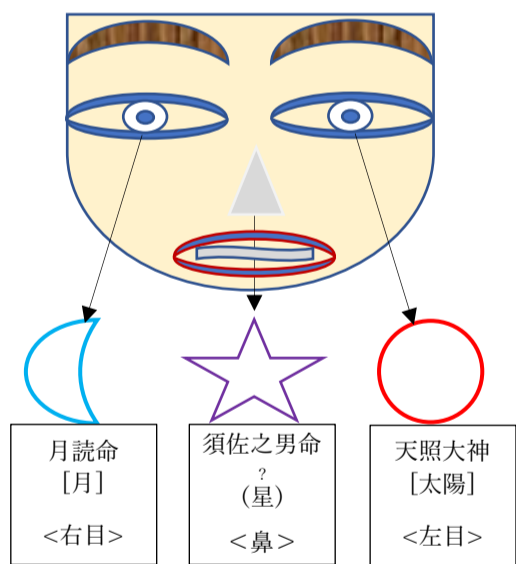 月読命
[月]
<右目>
須佐之男命
?
(星)
<鼻>
天照大神
[太陽]
<左目>